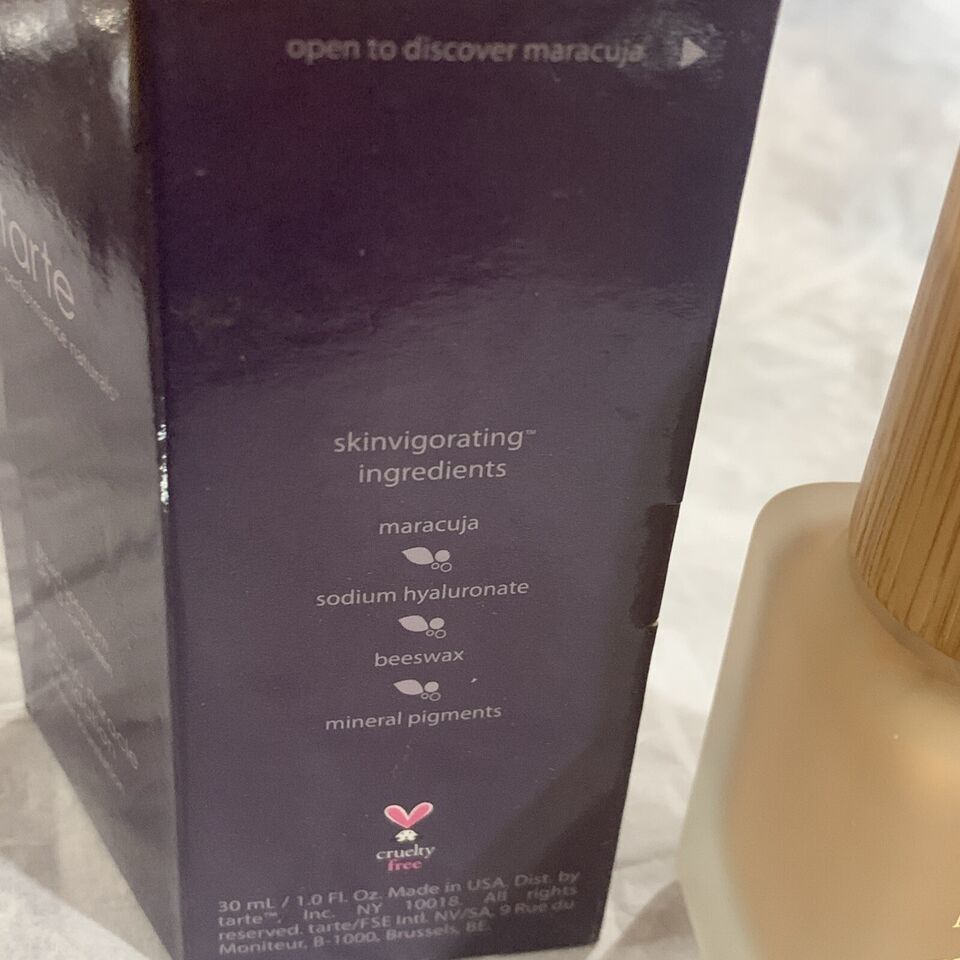 open to discover maracuja
tarte
skinvigorating™
ingredients
maracuja
sodium hyaluronate
beeswax
mineral pigments
cruelty
free
30 mL / 1.0 Fl. Oz. Made in USA. Dist. by
tarte™, Inc. NY 10018. All rights
reserved. tarte/FSE Intl. NV/SA. 9 Rue du
Moniteur, B-1000, Brussels, BE.